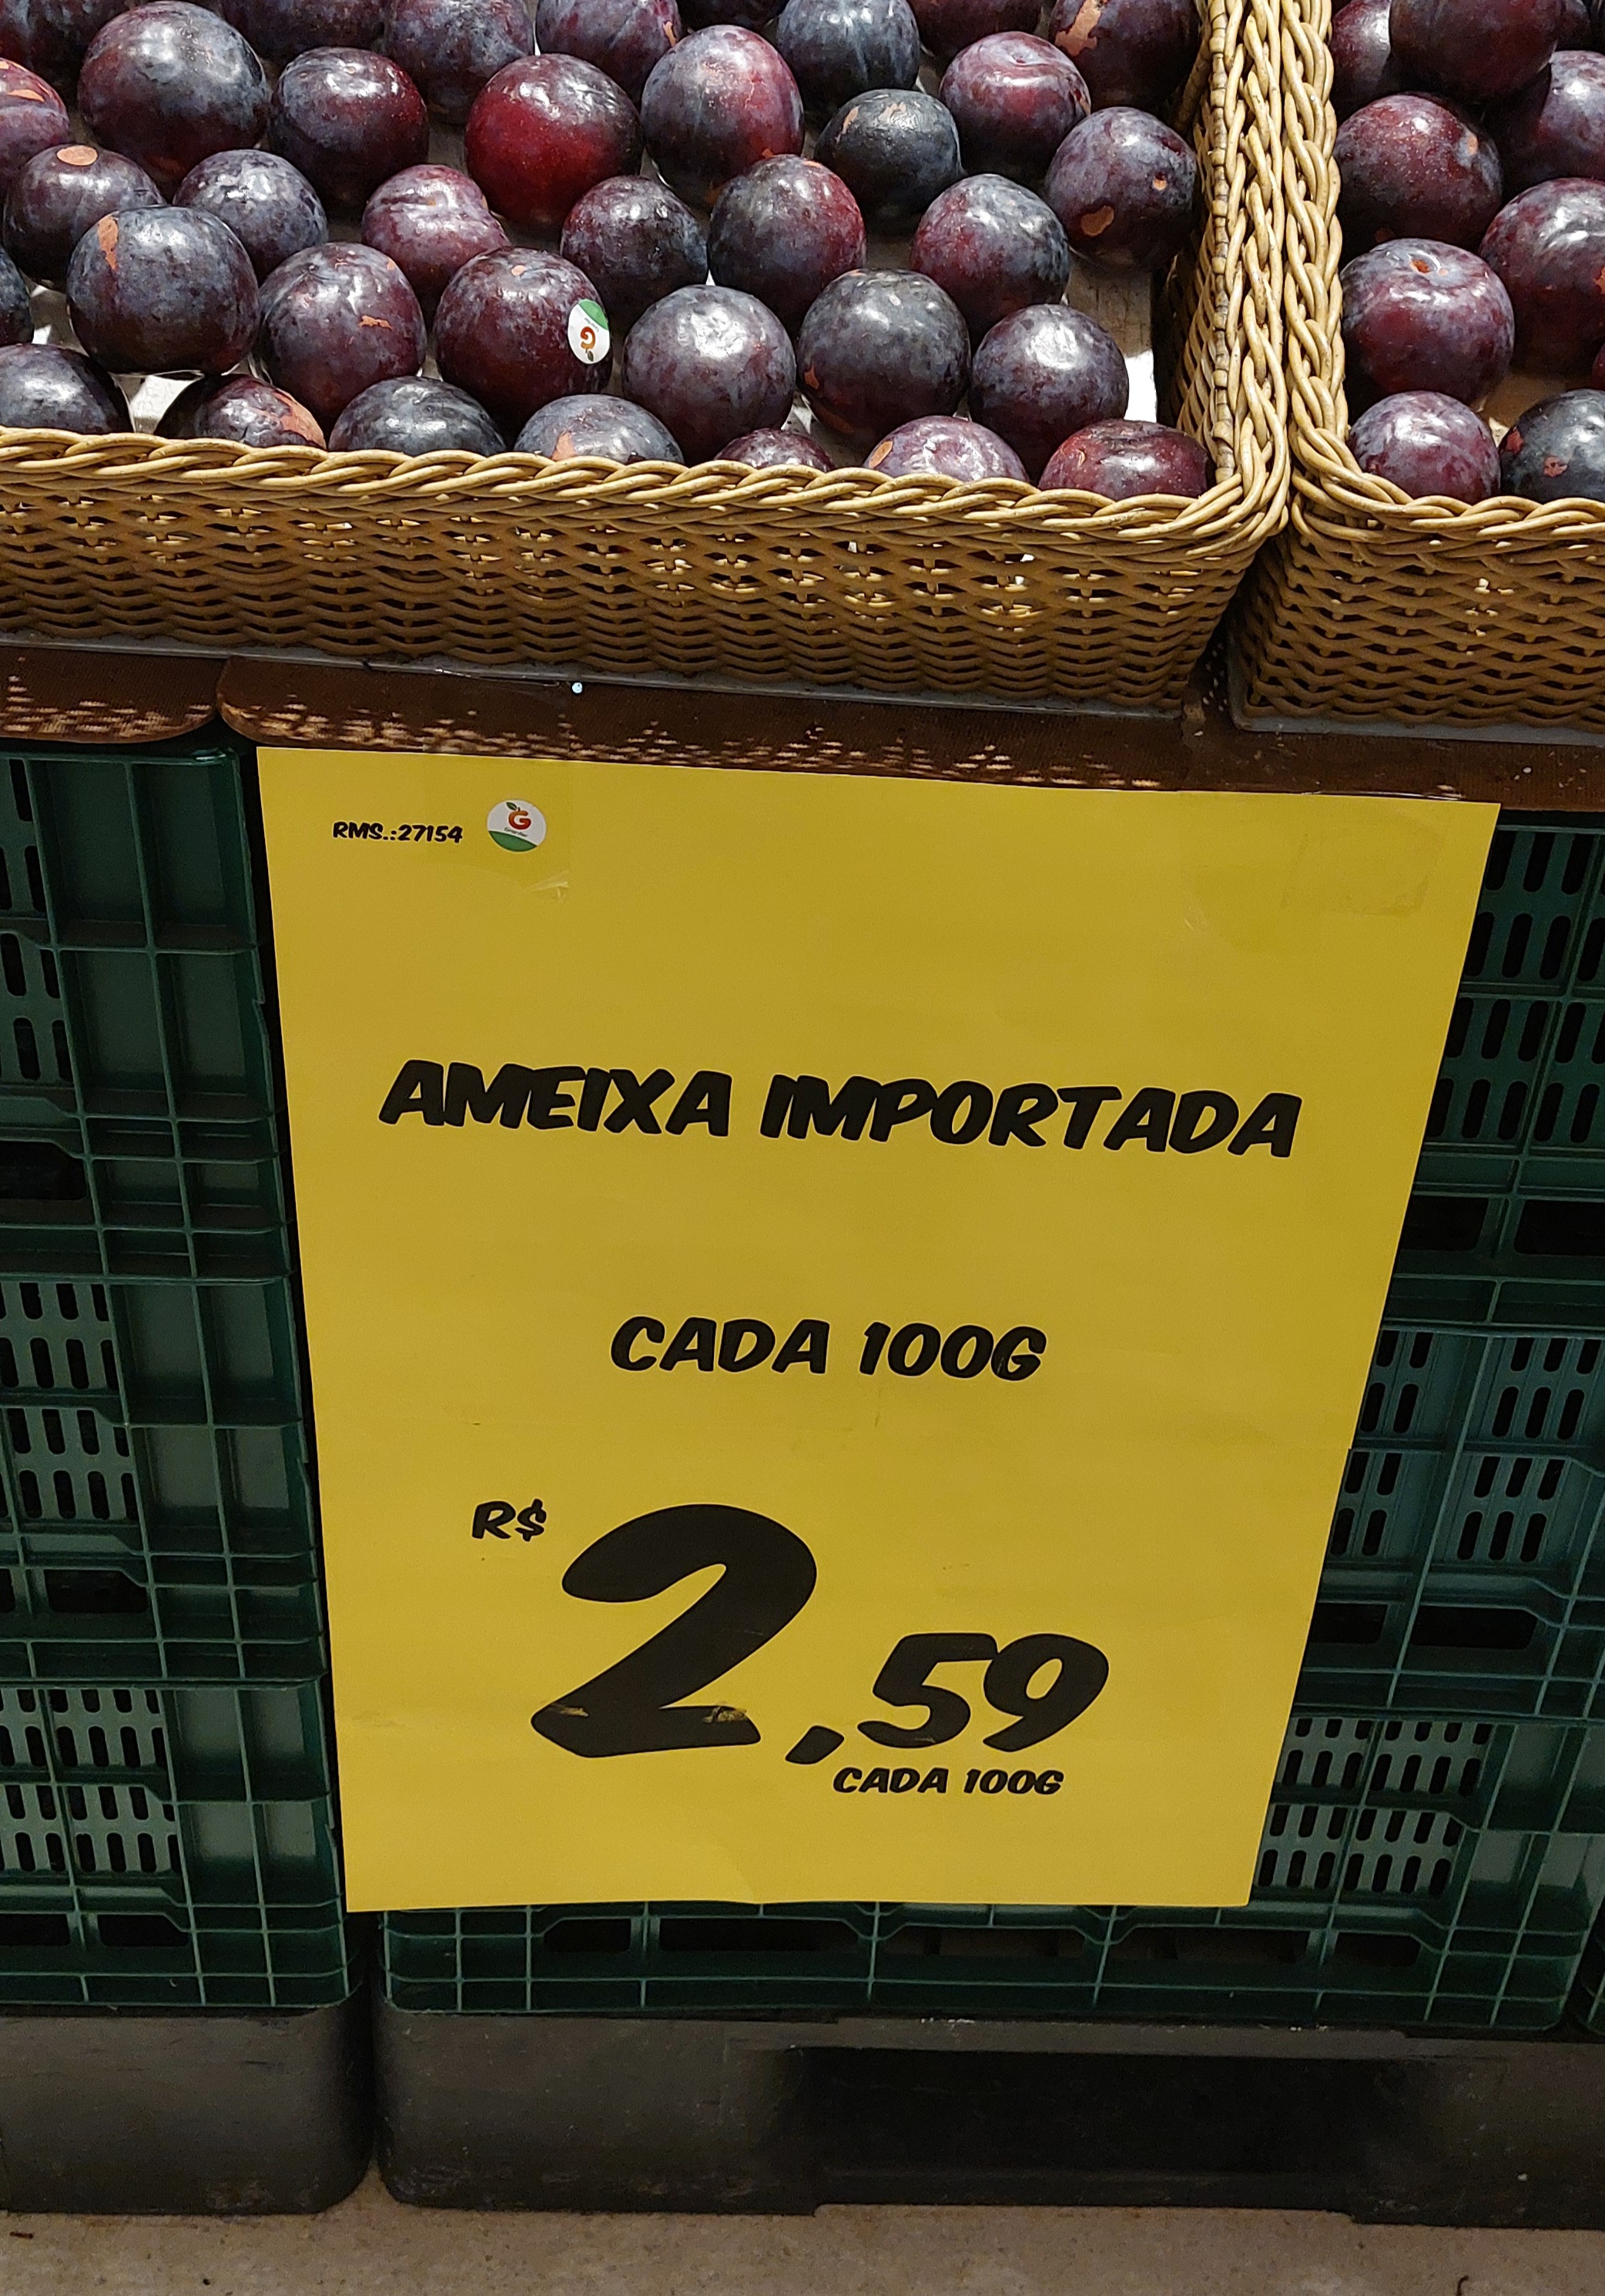 G
RMS.:27154
G
AMEIXA IMPORTADA
CADA 100G
R$ 2,59
CADA 100G